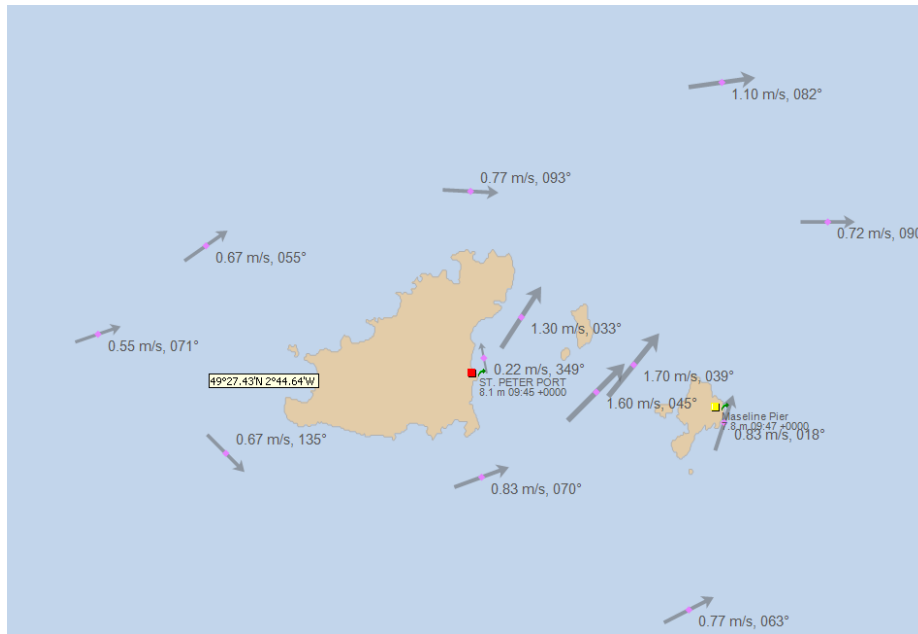 1.10 m/s, 082°
0.77 m/s, 093°
0.72 m/s, 090
0.67 m/s, 055°
1.30 m/s, 033°
0.55 m/s, 071°
0.22 m/s, 349°
1.70 m/s, 039°
49°27.43'N 2°44.64'W
ST. PETER PORT
8.1 m 09:45 +0000
1.60 m/s, 045°
Maseline Pier
7.8 m 09:47 +0000
0.83 m/s, 018°
0.67 m/s, 135°
0.83 m/s, 070°
0.77 m/s, 063°